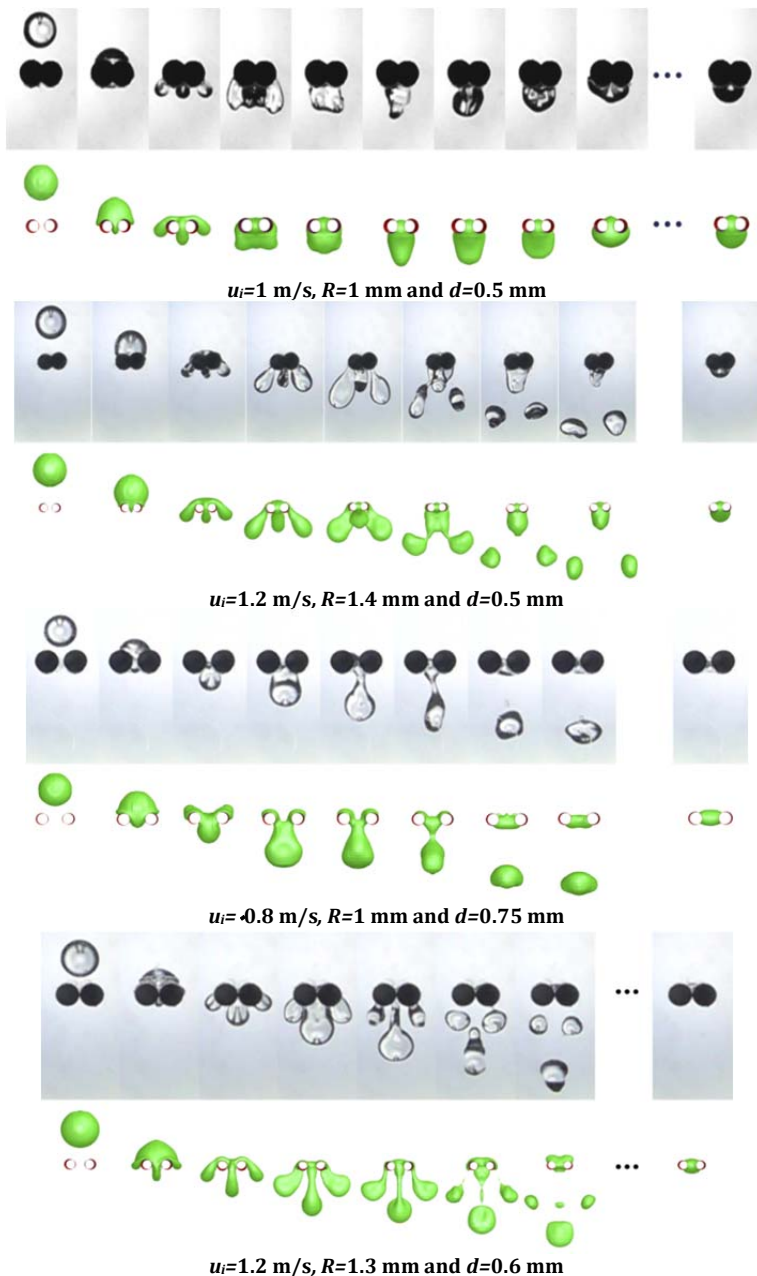 •••
•••
uᵢ=1 m/s, R=1 mm and d=0.5 mm
uᵢ=1.2 m/s, R=1.4 mm and d=0.5 mm
uᵢ= 0.8 m/s, R=1 mm and d=0.75 mm
•••
•••
uᵢ=1.2 m/s, R=1.3 mm and d=0.6 mm